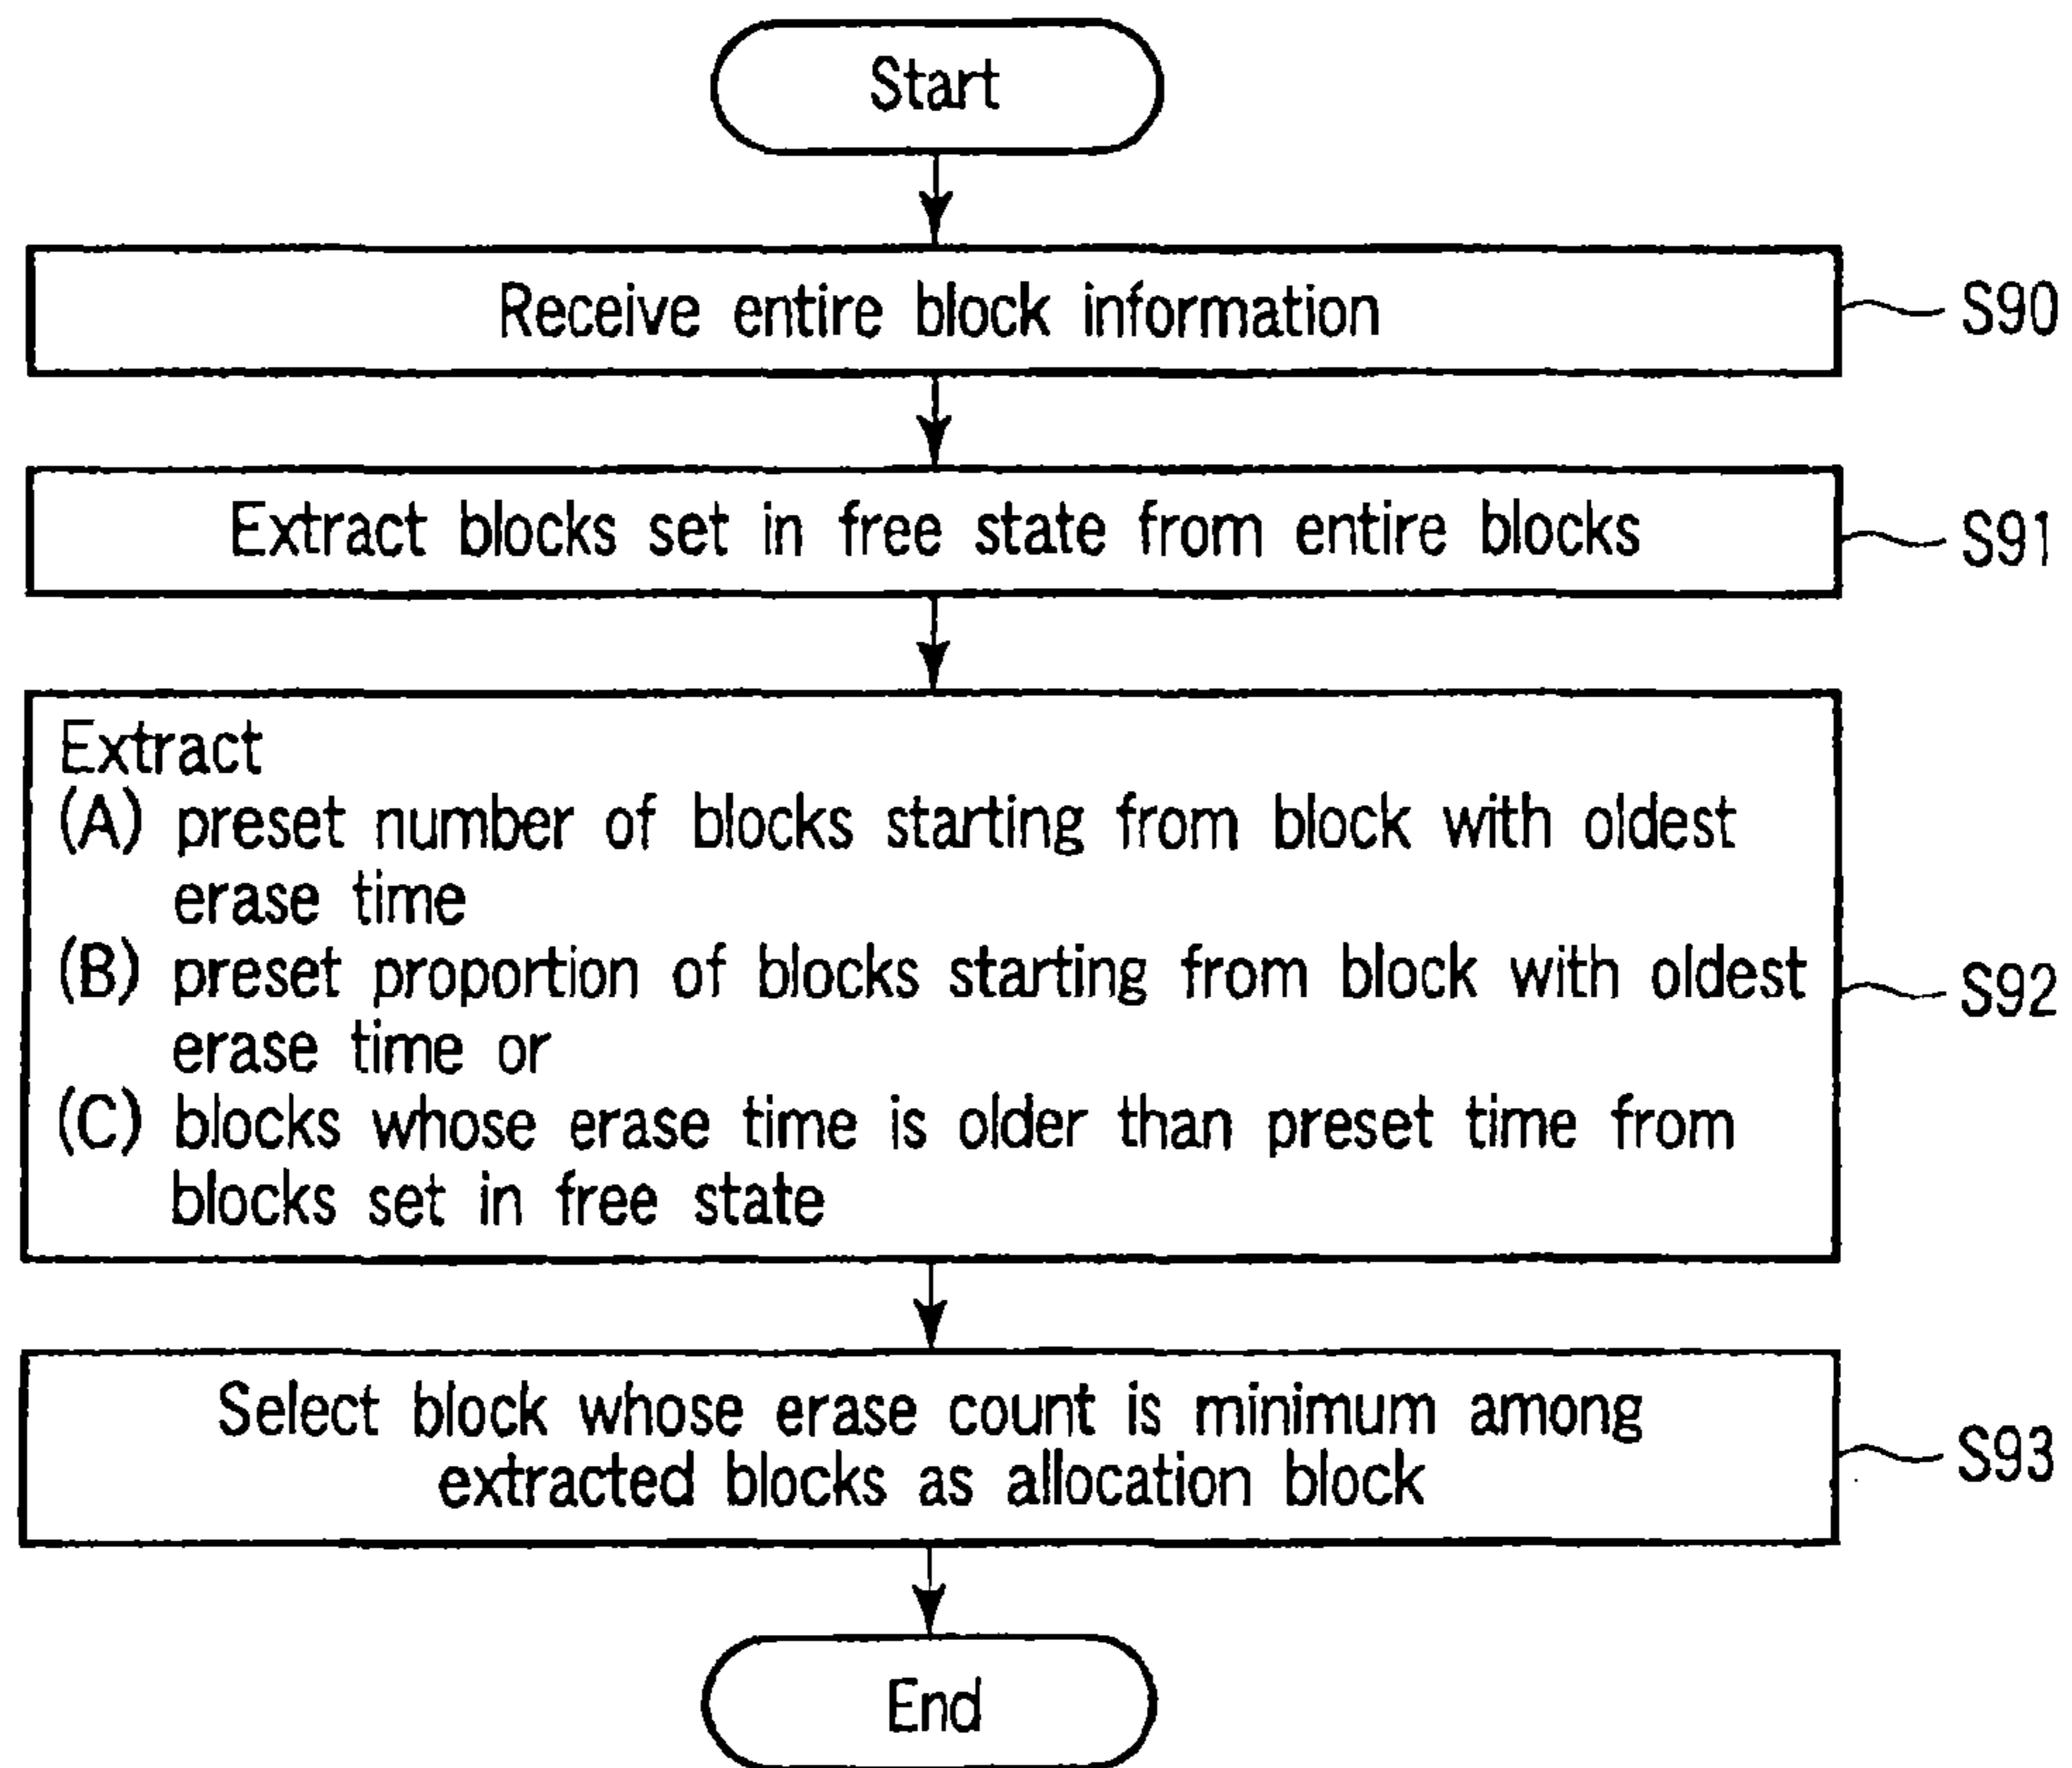 Start
Receive entire block information
S90
Extract blocks set in free state from entire blocks
S91
Extract
(A) preset number of blocks starting from block with oldest
erase time
(B) preset proportion of blocks starting from block with oldest
erase time or
(C) blocks whose erase time is older than preset time from
blocks set in free state
S92
Select block whose erase count is minimum among
extracted blocks as allocation block
S93
End